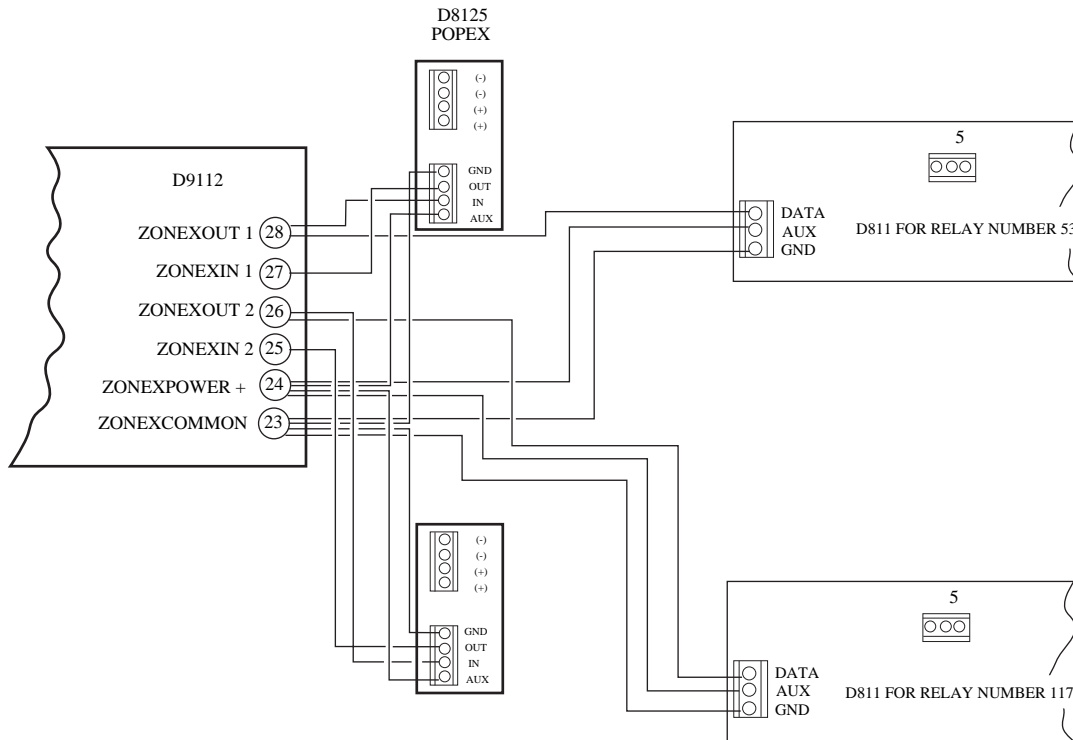 D8125
POPEX
(-)
(-)
(+)
(+)
GND
OUT
IN
AUX
D9112
ZONEXOUT 1 28
ZONEXIN 1 27
ZONEXOUT 2 26
ZONEXIN 2 25
ZONEXPOWER + 24
ZONEXCOMMON 23
5
DATA
AUX
GND
D811 FOR RELAY NUMBER 53
(-)
(-)
(+)
(+)
GND
OUT
IN
AUX
5
DATA
AUX
GND
D811 FOR RELAY NUMBER 117